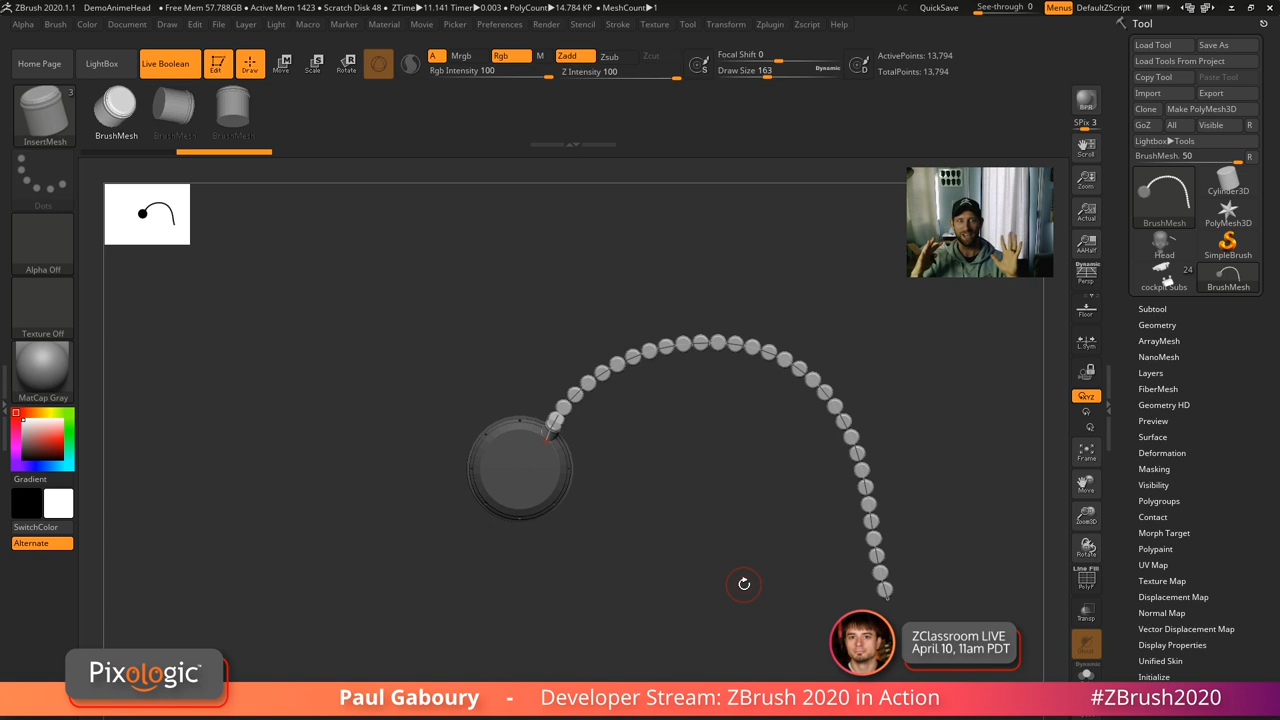 ZBrush 2020.1.1 DemoAnimeHead • Free Mem 57.788GB • Active Mem 1423 • Scratch Disk 48 • ZTime▶11.141 Timer▶0.003 • PolyCount▶14.784 KP • MeshCount▶1 AC QuickSave See-through 0 Menus DefaultZScript
Alpha Brush Color Document Draw Edit File Layer Light Macro Marker Material Movie Picker Preferences Render Stencil Stroke Texture Tool Transform Zplugin Zscript Help
Home Page LightBox Live Boolean Edit Draw Move Scale Rotate
A Mrgb Rgb M Zadd Zsub Zcut
Rgb Intensity 100 Z Intensity 100
S Focal Shift 0
Draw Size 163 Dynamic
D ActivePoints: 13,794
TotalPoints: 13,794
3
InsertMesh
BrushMesh BrushMesh BrushMesh
Dots
Alpha Off
Texture Off
MatCap Gray
Gradient
SwitchColor
Alternate
BPR
SPix 3
Scroll
Zoom
Actual
AAHalf
Dynamic
Persp
Floor
L.Sym
XYZ
Frame
Move
Zoom3D
Rotate
Line Fill
PolyF
Transp
Dynamic
Tool
Load Tool Save As
Load Tools From Project
Copy Tool Paste Tool
Import Export
Clone Make PolyMesh3D
GoZ All Visible R
Lightbox▶Tools
BrushMesh. 50 R
BrushMesh Cylinder3D
PolyMesh3D
Head SimpleBrush
24
cockpit Subs BrushMesh
Subtool
Geometry
ArrayMesh
NanoMesh
Layers
FiberMesh
Geometry HD
Preview
Surface
Deformation
Masking
Visibility
Polygroups
Contact
Morph Target
Polypaint
UV Map
Texture Map
Displacement Map
Normal Map
Vector Displacement Map
Display Properties
Unified Skin
Initialize
ZClassroom LIVE
April 10, 11am PDT
Pixologic™
Paul Gaboury - Developer Stream: ZBrush 2020 in Action #ZBrush2020